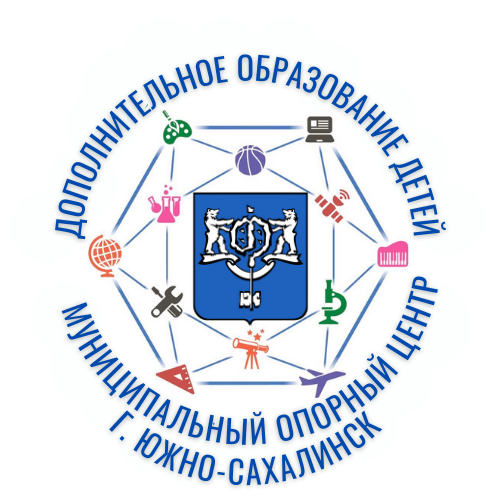 ДОПОЛНИТЕЛЬНОЕ ОБРАЗОВАНИЕ ДЕТЕЙ
МУНИЦИПАЛЬНЫЙ ОПОРНЫЙ ЦЕНТР
Г. ЮЖНО-САХАЛИНСК